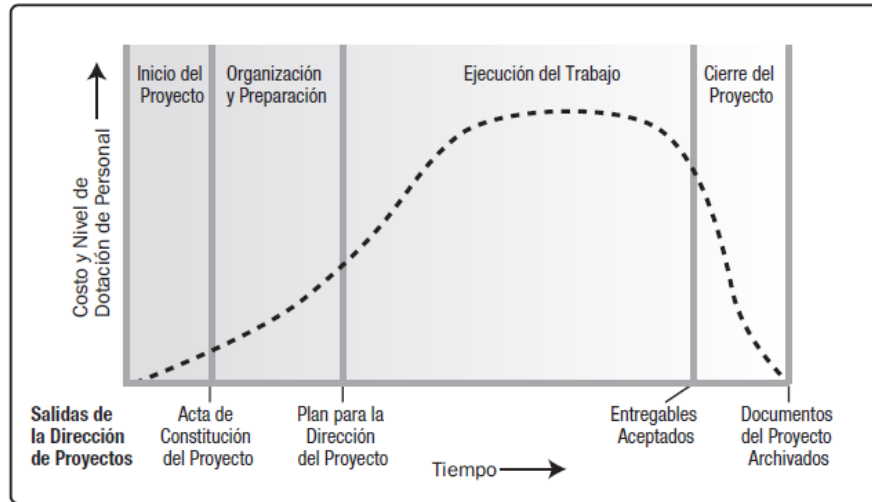 Inicio del
Proyecto
Organización
y Preparación
Ejecución del Trabajo
Cierre del
Proyecto
Costo y Nivel de
Dotación de Personal
Salidas de
la Dirección
de Proyectos
Acta de
Constitución
del Proyecto
Plan para la
Dirección
del Proyecto
Tiempo
Entregables
Aceptados
Documentos
del Proyecto
Archivados